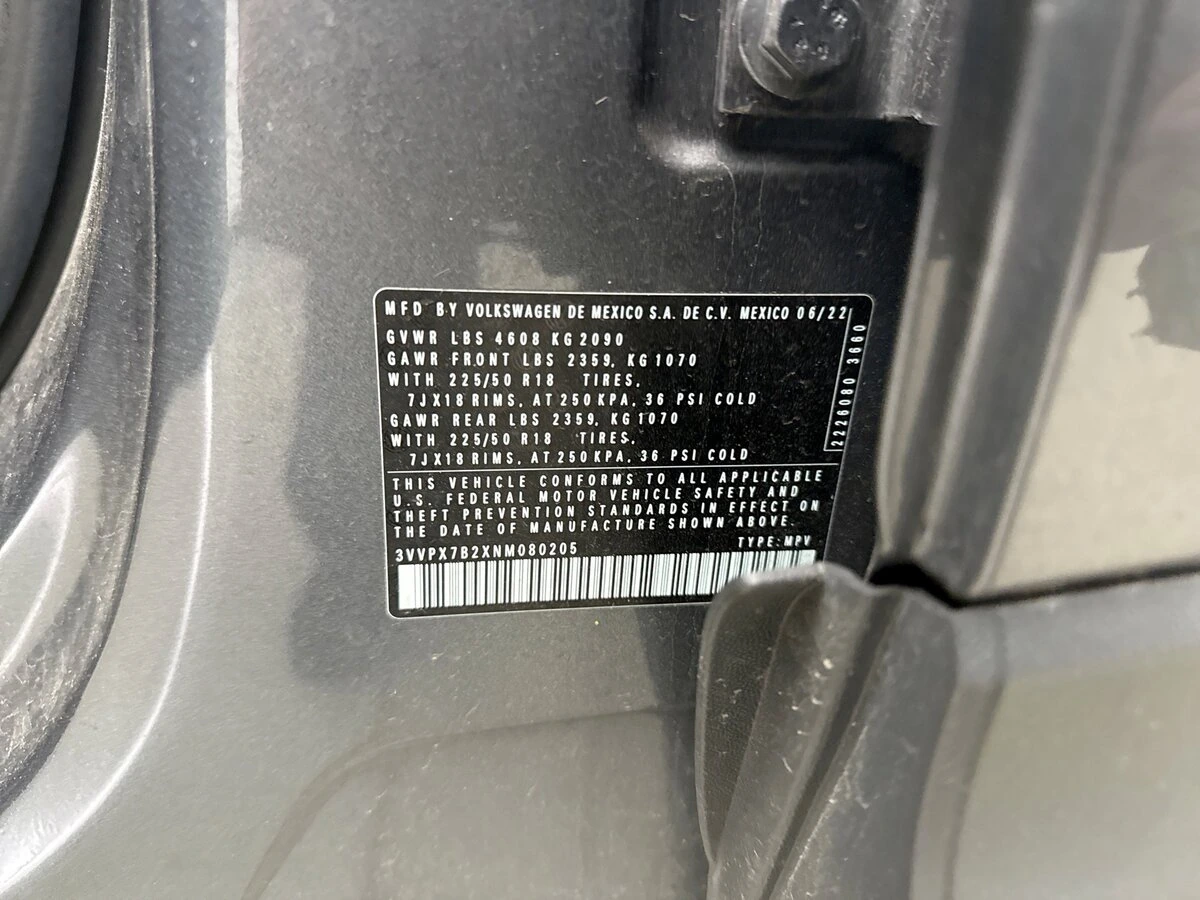 MFD BY VOLKSWAGEN DE MEXICO S.A. DE C.V. MEXICO 06/22
GVWR LBS 4608 KG 2090
GAWR FRONT LBS 2359, KG 1070
WITH 225/50 R18 TIRES,
7JX18 RIMS, AT 250 KPA, 36 PSI COLD
GAWR REAR LBS 2359, KG 1070
WITH 225/50 R18 TIRES,
7JX18 RIMS, AT 250 KPA, 36 PSI COLD
2226080 3660
THIS VEHICLE CONFORMS TO ALL APPLICABLE
U.S. FEDERAL MOTOR VEHICLE SAFETY AND
THEFT PREVENTION STANDARDS IN EFFECT ON
THE DATE OF MANUFACTURE SHOWN ABOVE.
3VVPX7B2XNM080205 TYPE: MPV